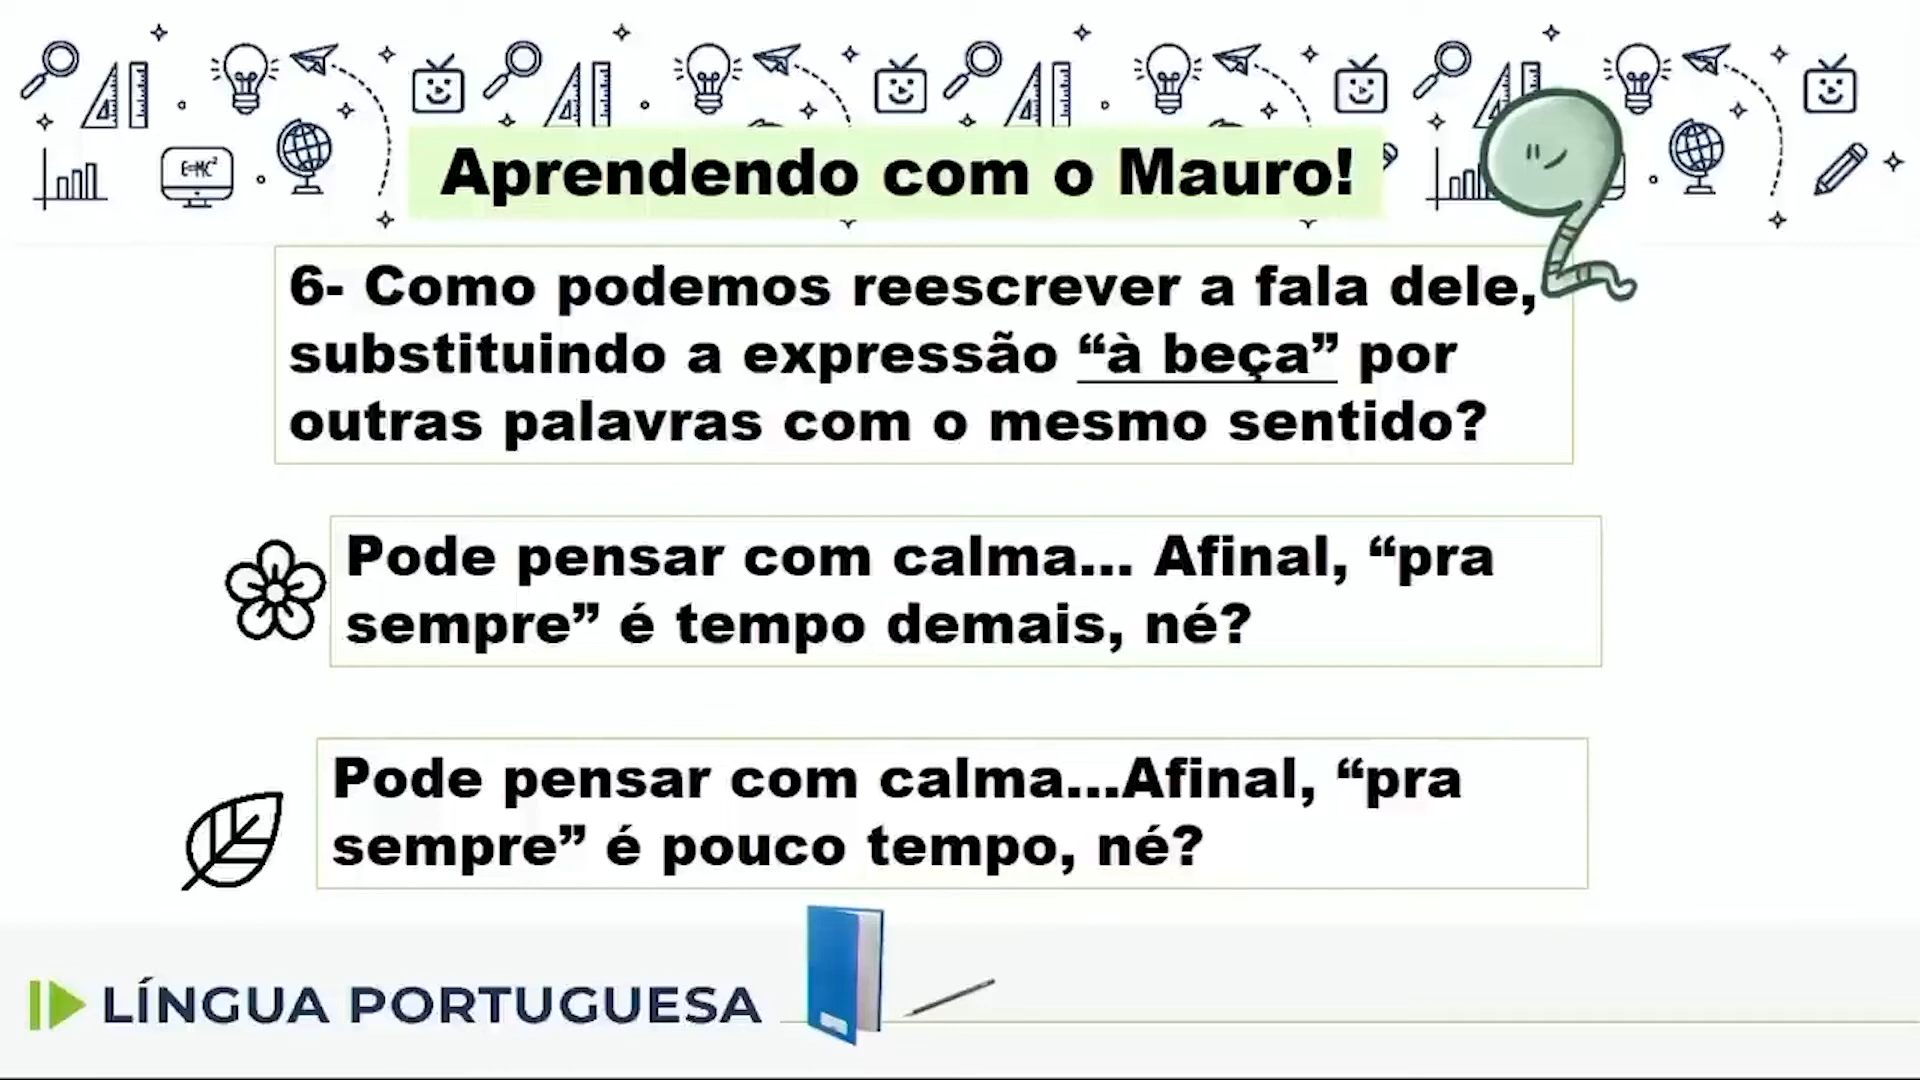 E=MC²
Aprendendo com o Mauro!
6- Como podemos reescrever a fala dele,
substituindo a expressão “à beça” por
outras palavras com o mesmo sentido?
Pode pensar com calma... Afinal, “pra
sempre” é tempo demais, né?
Pode pensar com calma...Afinal, “pra
sempre” é pouco tempo, né?
LÍNGUA PORTUGUESA